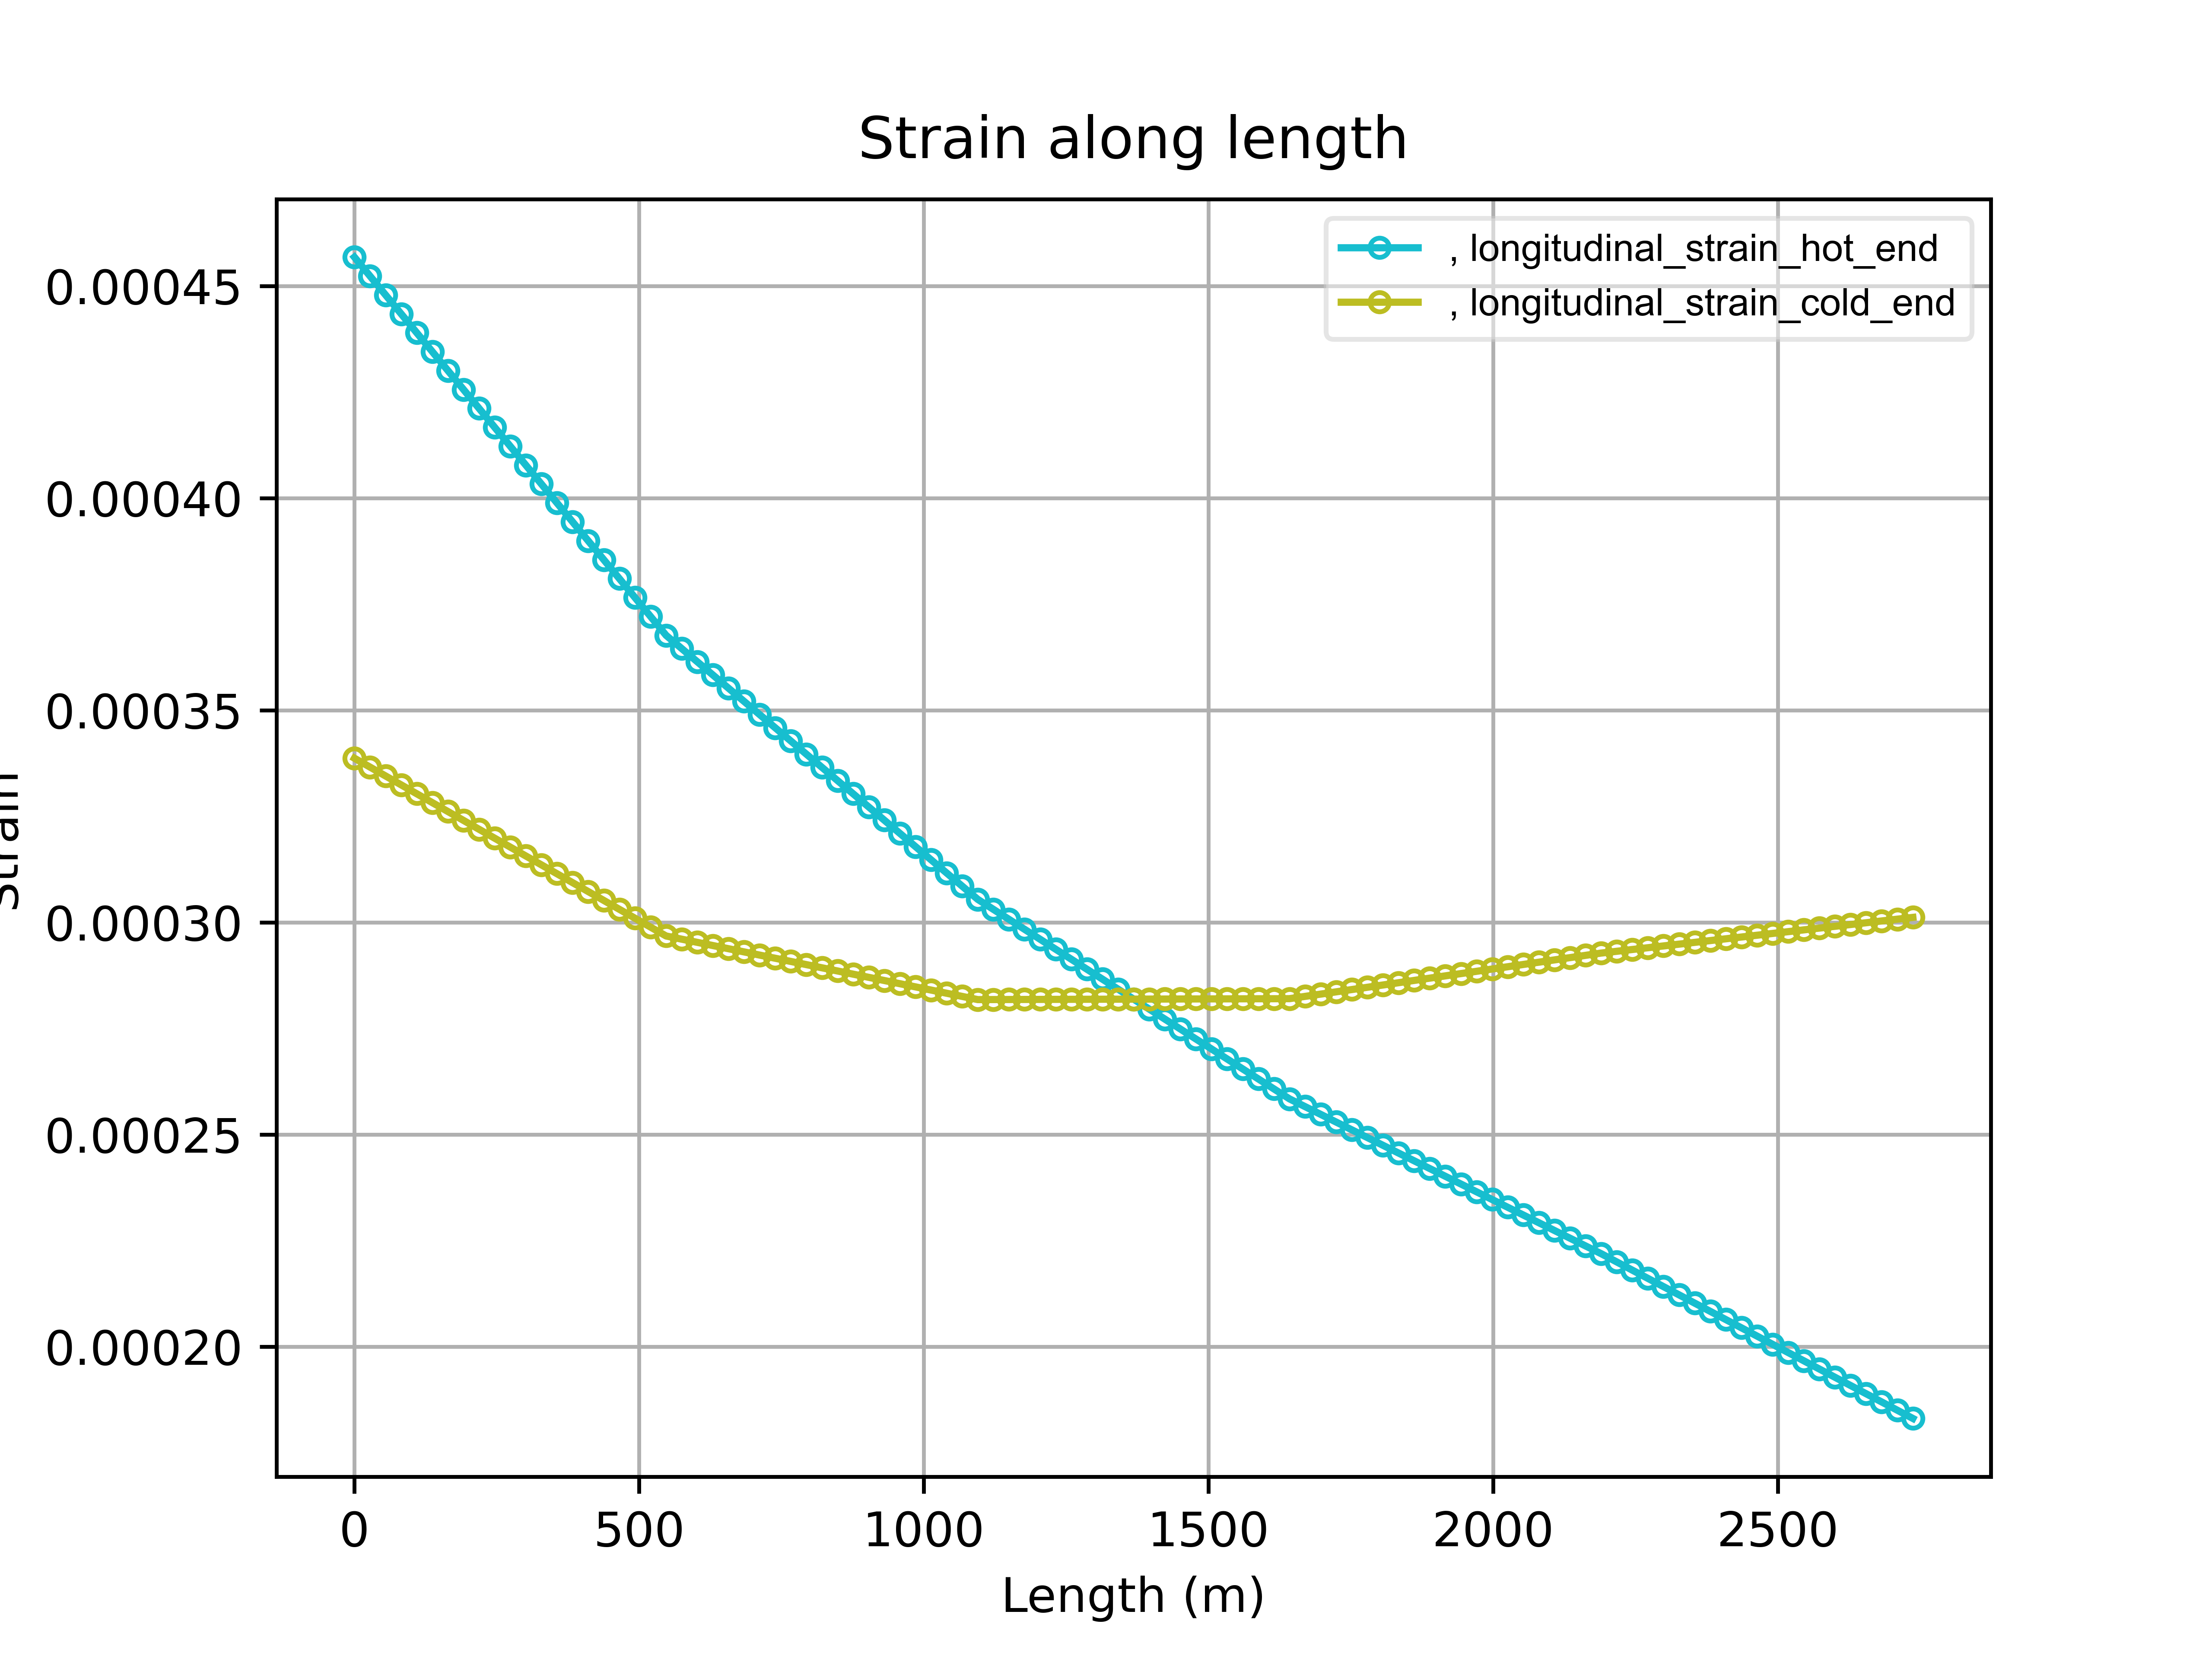 Strain along length
, longitudinal_strain_hot_end
, longitudinal_strain_cold_end
0.00045
0.00040
0.00035
0.00030
0.00025
0.00020
Strain
0 500 1000 1500 2000 2500
Length (m)